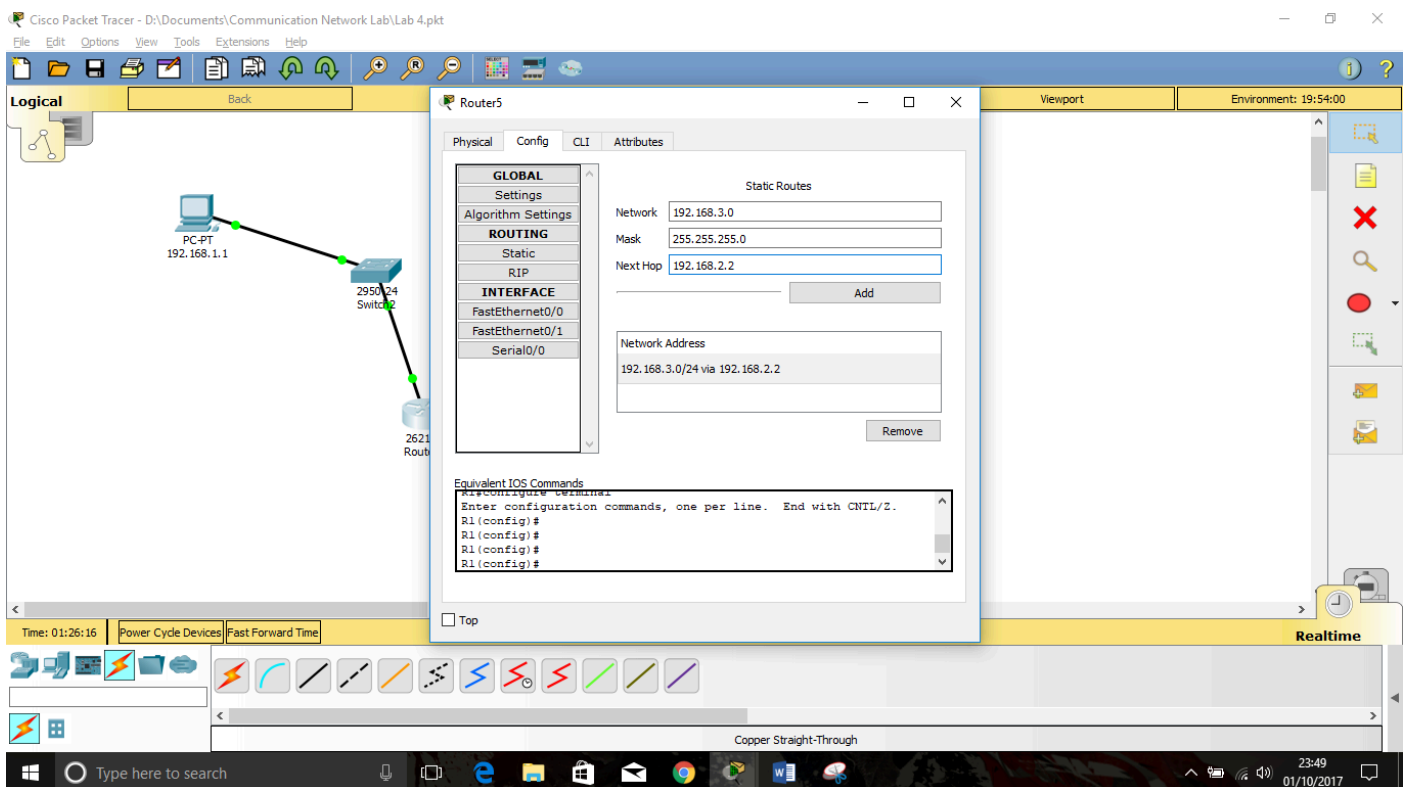 Cisco Packet Tracer - D:\Documents\Communication Network Lab\Lab 4.pkt
File Edit Options View Tools Extensions Help
Logical
Back
Viewport
Environment: 19:54:00
Router5
Physical Config CLI Attributes
GLOBAL
Settings
Algorithm Settings
ROUTING
Static
RIP
INTERFACE
FastEthernet0/0
FastEthernet0/1
Serial0/0
Static Routes
Network 192.168.3.0
Mask 255.255.255.0
Next Hop 192.168.2.2
Add
Network Address
192.168.3.0/24 via 192.168.2.2
Remove
Equivalent IOS Commands
R1#configure terminal
Enter configuration commands, one per line. End with CNTL/Z.
R1(config)#
R1(config)#
R1(config)#
R1(config)#
Top
PC-PT
192.168.1.1
2950-24
Switch2
2621
Rout
Time: 01:26:16 Power Cycle Devices Fast Forward Time
Realtime
Copper Straight-Through
Type here to search
23:49
01/10/2017